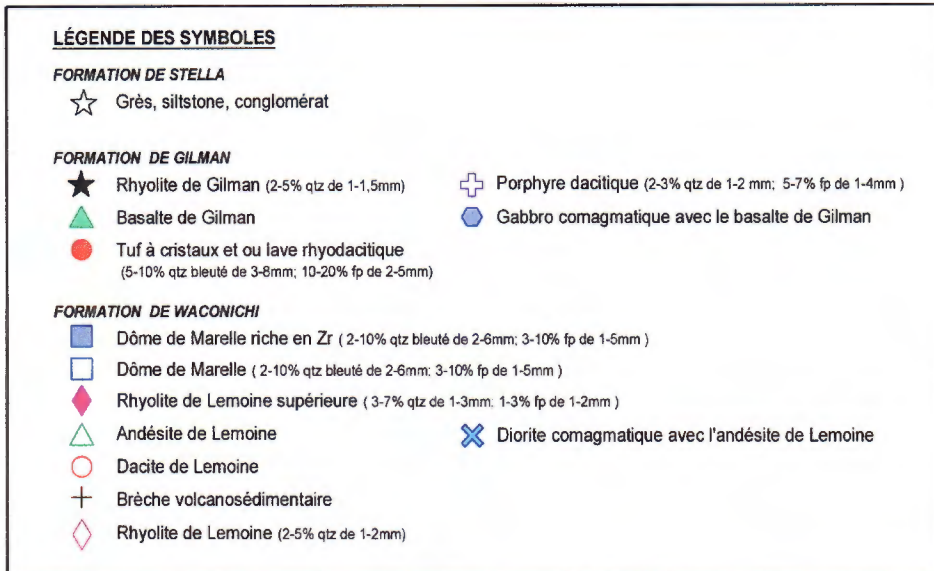 LÉGENDE DES SYMBOLES
FORMATION DE STELLA
Grès, siltstone, conglomérat
FORMATION DE GILMAN
Rhyolite de Gilman (2-5% qtz de 1-1,5mm)
Porphyre dacitique (2-3% qtz de 1-2 mm; 5-7% fp de 1-4mm )
Basalte de Gilman
Gabbro comagmatique avec le basalte de Gilman
Tuf à cristaux et ou lave rhyodacitique
(5-10% qtz bleuté de 3-8mm; 10-20% fp de 2-5mm)
FORMATION DE WACONICHI
Dôme de Marelle riche en Zr ( 2-10% qtz bleuté de 2-6mm; 3-10% fp de 1-5mm )
Dôme de Marelle ( 2-10% qtz bleuté de 2-6mm; 3-10% fp de 1-5mm )
Rhyolite de Lemoine supérieure ( 3-7% qtz de 1-3mm; 1-3% fp de 1-2mm )
Andésite de Lemoine
Diorite comagmatique avec l'andésite de Lemoine
Dacite de Lemoine
Brèche volcanosédimentaire
Rhyolite de Lemoine (2-5% qtz de 1-2mm)